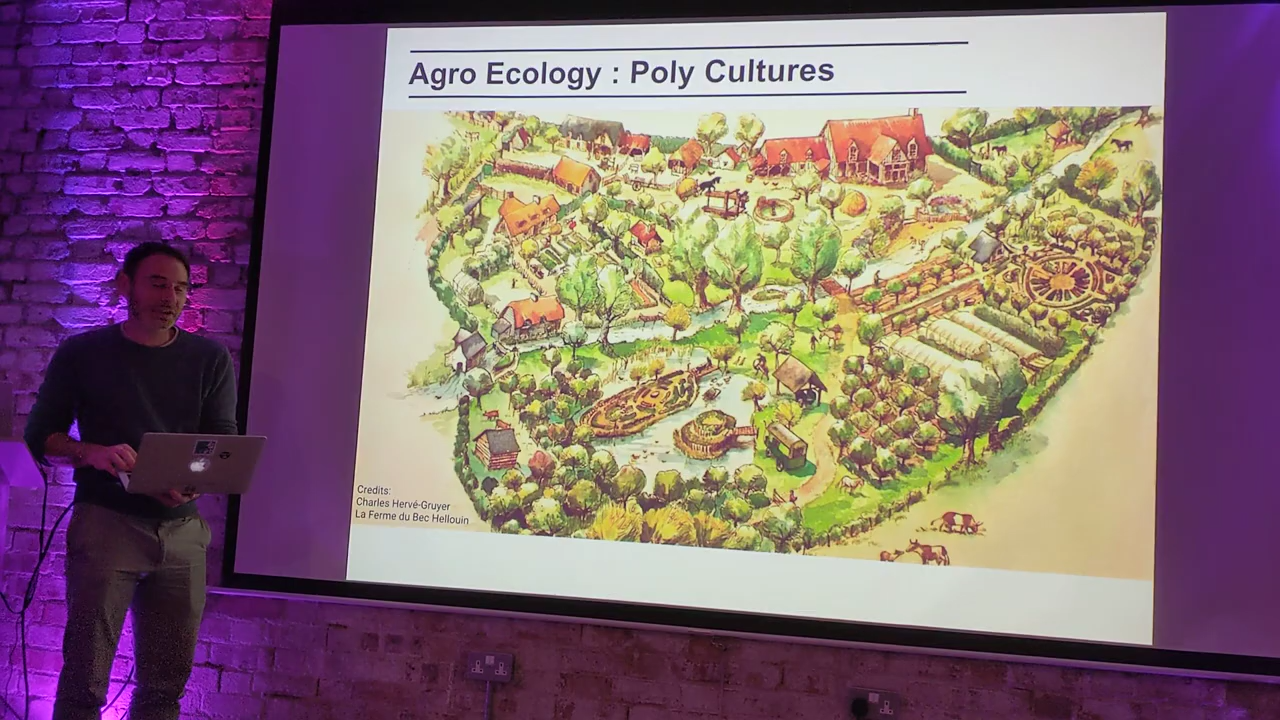 Agro Ecology : Poly Cultures
Credits:
Charles Hervé-Gruyer
La Ferme du Bec Hellouin